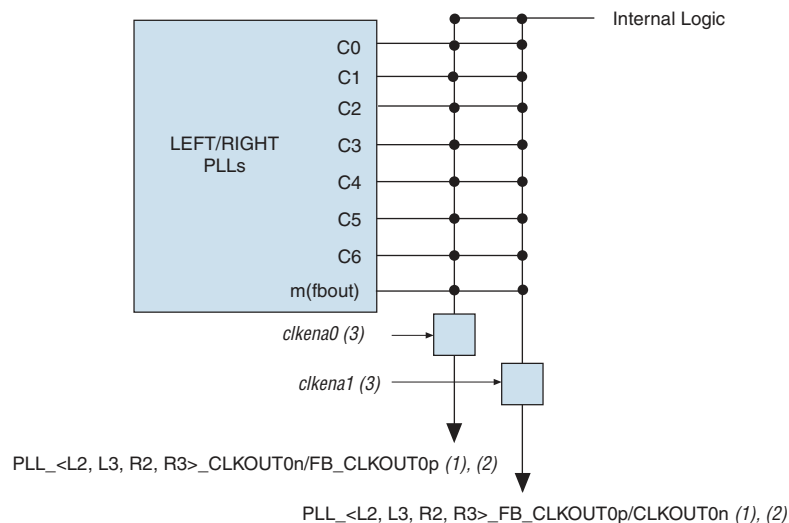 Internal Logic
C0
C1
C2
LEFT/RIGHT
PLLs
C3
C4
C5
C6
m(fbout)
clkena0 (3)
clkena1 (3)
PLL_<L2, L3, R2, R3>_CLKOUT0n/FB_CLKOUT0p (1), (2)
PLL_<L2, L3, R2, R3>_FB_CLKOUT0p/CLKOUT0n (1), (2)